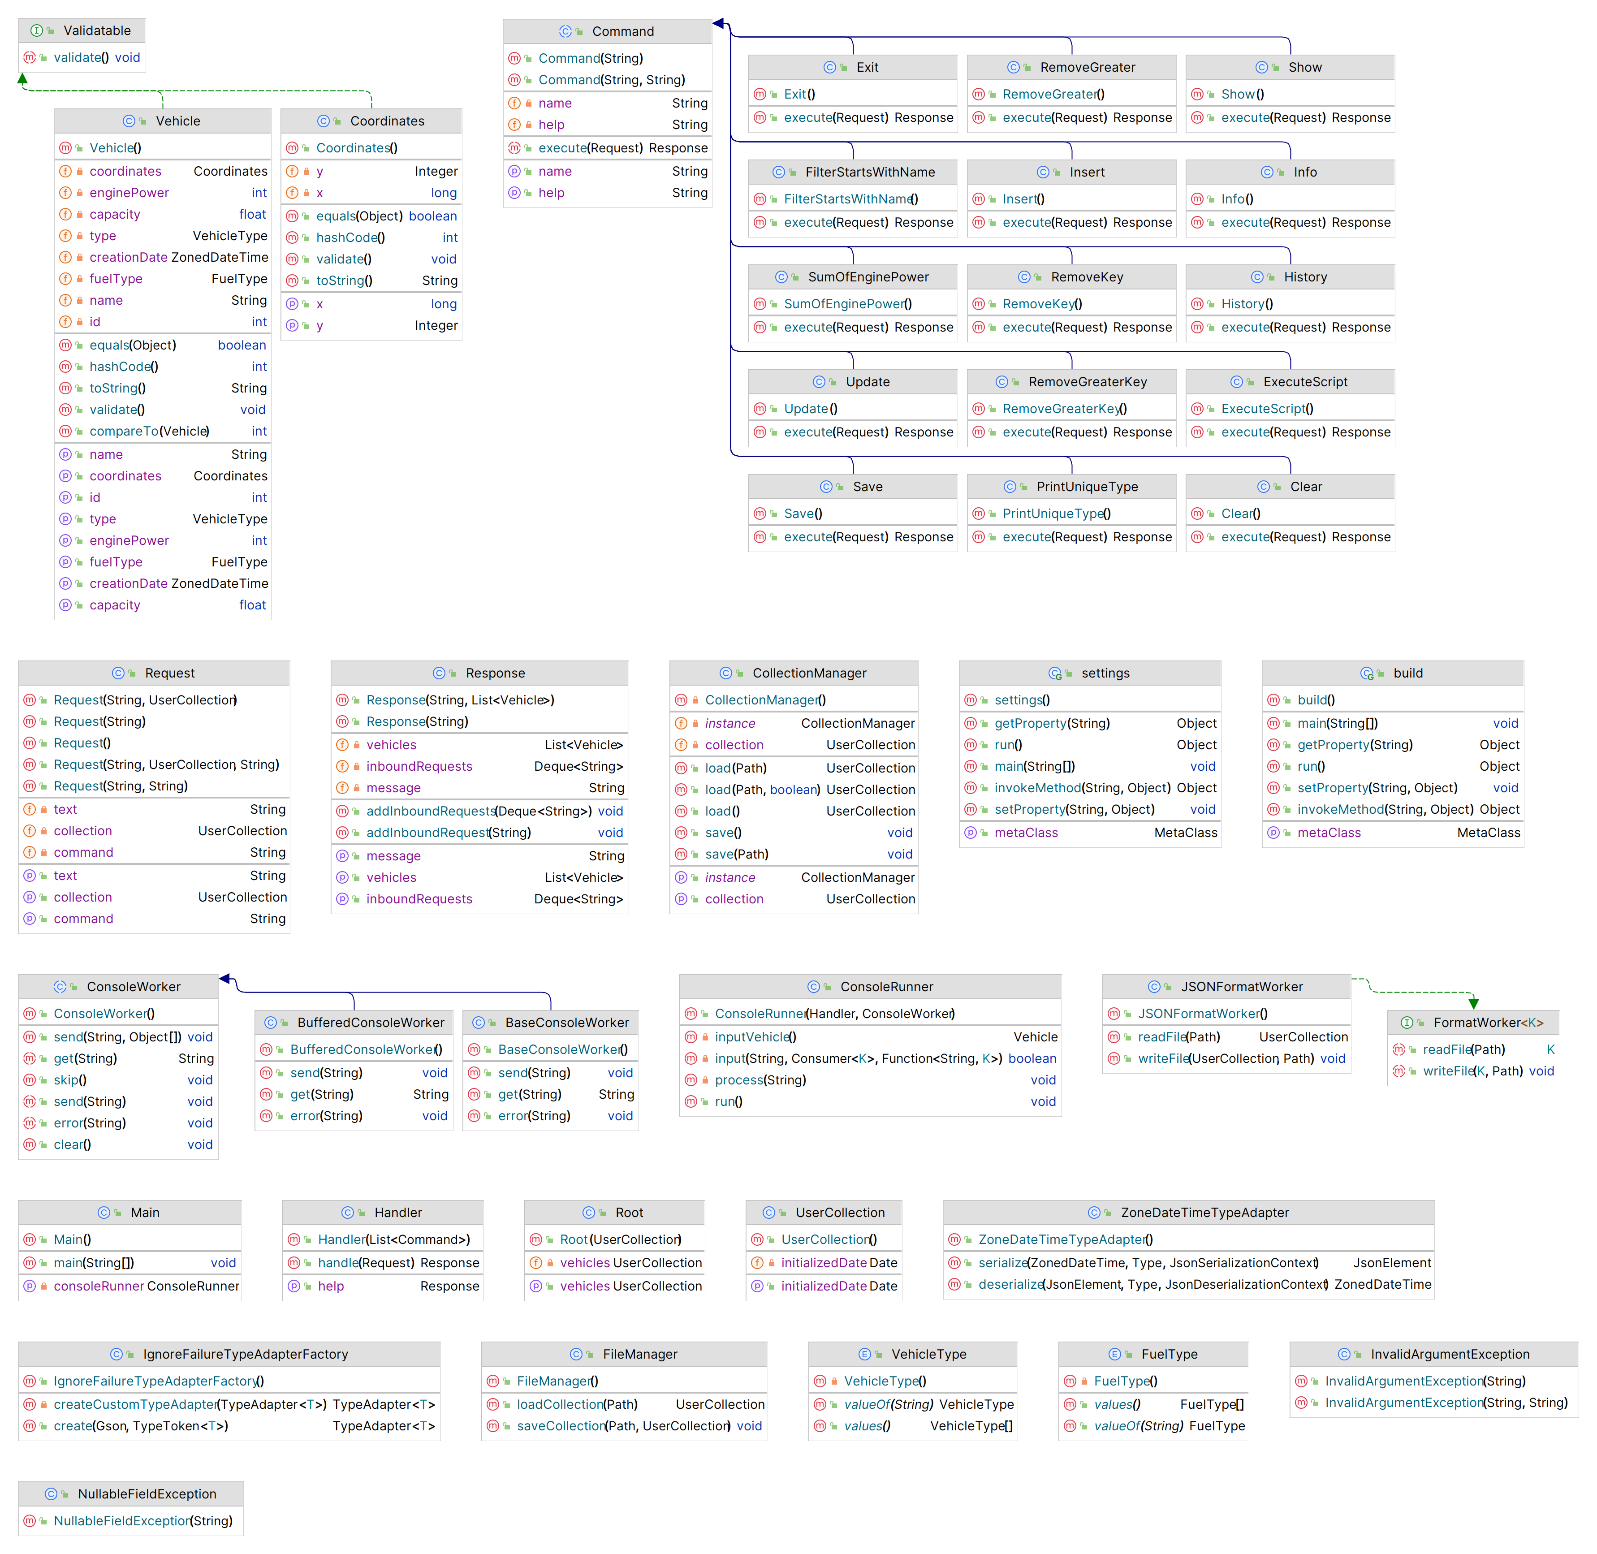 Validatable
validate() void
Vehicle
Vehicle()
coordinates Coordinates
enginePower int
capacity float
type VehicleType
creationDate ZonedDateTime
fuelType FuelType
name String
id int
equals(Object) boolean
hashCode() int
toString() String
validate() void
compareTo(Vehicle) int
name String
coordinates Coordinates
id int
type VehicleType
enginePower int
fuelType FuelType
creationDate ZonedDateTime
capacity float
Coordinates
Coordinates()
y Integer
x long
equals(Object) boolean
hashCode() int
validate() void
toString() String
x long
y Integer
Command
Command(String)
Command(String, String)
name String
help String
execute(Request) Response
name String
help String
Exit
Exit()
execute(Request) Response
RemoveGreater
RemoveGreater()
execute(Request) Response
Show
Show()
execute(Request) Response
FilterStartsWithName
FilterStartsWithName()
execute(Request) Response
Insert
Insert()
execute(Request) Response
Info
Info()
execute(Request) Response
SumOfEnginePower
SumOfEnginePower()
execute(Request) Response
RemoveKey
RemoveKey()
execute(Request) Response
History
History()
execute(Request) Response
Update
Update()
execute(Request) Response
RemoveGreaterKey
RemoveGreaterKey()
execute(Request) Response
ExecuteScript
ExecuteScript()
execute(Request) Response
Save
Save()
execute(Request) Response
PrintUniqueType
PrintUniqueType()
execute(Request) Response
Clear
Clear()
execute(Request) Response
Request
Request(String, UserCollection)
Request(String)
Request()
Request(String, UserCollection, String)
Request(String, String)
text String
collection UserCollection
command String
text String
collection UserCollection
command String
Response
Response(String, List<Vehicle>)
Response(String)
vehicles List<Vehicle>
inboundRequests Deque<String>
message String
addInboundRequests(Deque<String>) void
addInboundRequest(String) void
message String
vehicles List<Vehicle>
inboundRequests Deque<String>
CollectionManager
CollectionManager()
instance CollectionManager
collection UserCollection
load(Path) UserCollection
load(Path, boolean) UserCollection
load() UserCollection
save() void
save(Path) void
instance CollectionManager
collection UserCollection
settings
settings()
getProperty(String) Object
run() Object
main(String[]) void
invokeMethod(String, Object) Object
setProperty(String, Object) void
metaClass MetaClass
build
build()
main(String[]) void
getProperty(String) Object
run() Object
setProperty(String, Object) void
invokeMethod(String, Object) Object
metaClass MetaClass
ConsoleWorker
ConsoleWorker()
send(String, Object[]) void
get(String) String
skip() void
send(String) void
error(String) void
clear() void
BufferedConsoleWorker
BufferedConsoleWorker()
send(String) void
get(String) String
error(String) void
BaseConsoleWorker
BaseConsoleWorker()
send(String) void
get(String) String
error(String) void
ConsoleRunner
ConsoleRunner(Handler, ConsoleWorker)
inputVehicle() Vehicle
input(String, Consumer<K>, Function<String, K>) boolean
process(String) void
run() void
JSONFormatWorker
JSONFormatWorker()
readFile(Path) UserCollection
writeFile(UserCollection, Path) void
FormatWorker<K>
readFile(Path) K
writeFile(K, Path) void
Main
Main()
main(String[]) void
consoleRunner ConsoleRunner
Handler
Handler(List<Command>)
handle(Request) Response
help Response
Root
Root(UserCollection)
vehicles UserCollection
vehicles UserCollection
UserCollection
UserCollection()
initializedDate Date
initializedDate Date
ZoneDateTimeTypeAdapter
ZoneDateTimeTypeAdapter()
serialize(ZonedDateTime, Type, JsonSerializationContext) JsonElement
deserialize(JsonElement, Type, JsonDeserializationContext) ZonedDateTime
IgnoreFailureTypeAdapterFactory
IgnoreFailureTypeAdapterFactory()
createCustomTypeAdapter(TypeAdapter<T>) TypeAdapter<T>
create(Gson, TypeToken<T>) TypeAdapter<T>
FileManager
FileManager()
loadCollection(Path) UserCollection
saveCollection(Path, UserCollection) void
VehicleType
VehicleType()
valueOf(String) VehicleType
values() VehicleType[]
FuelType
FuelType()
values() FuelType[]
valueOf(String) FuelType
InvalidArgumentException
InvalidArgumentException(String)
InvalidArgumentException(String, String)
NullableFieldException
NullableFieldException(String)